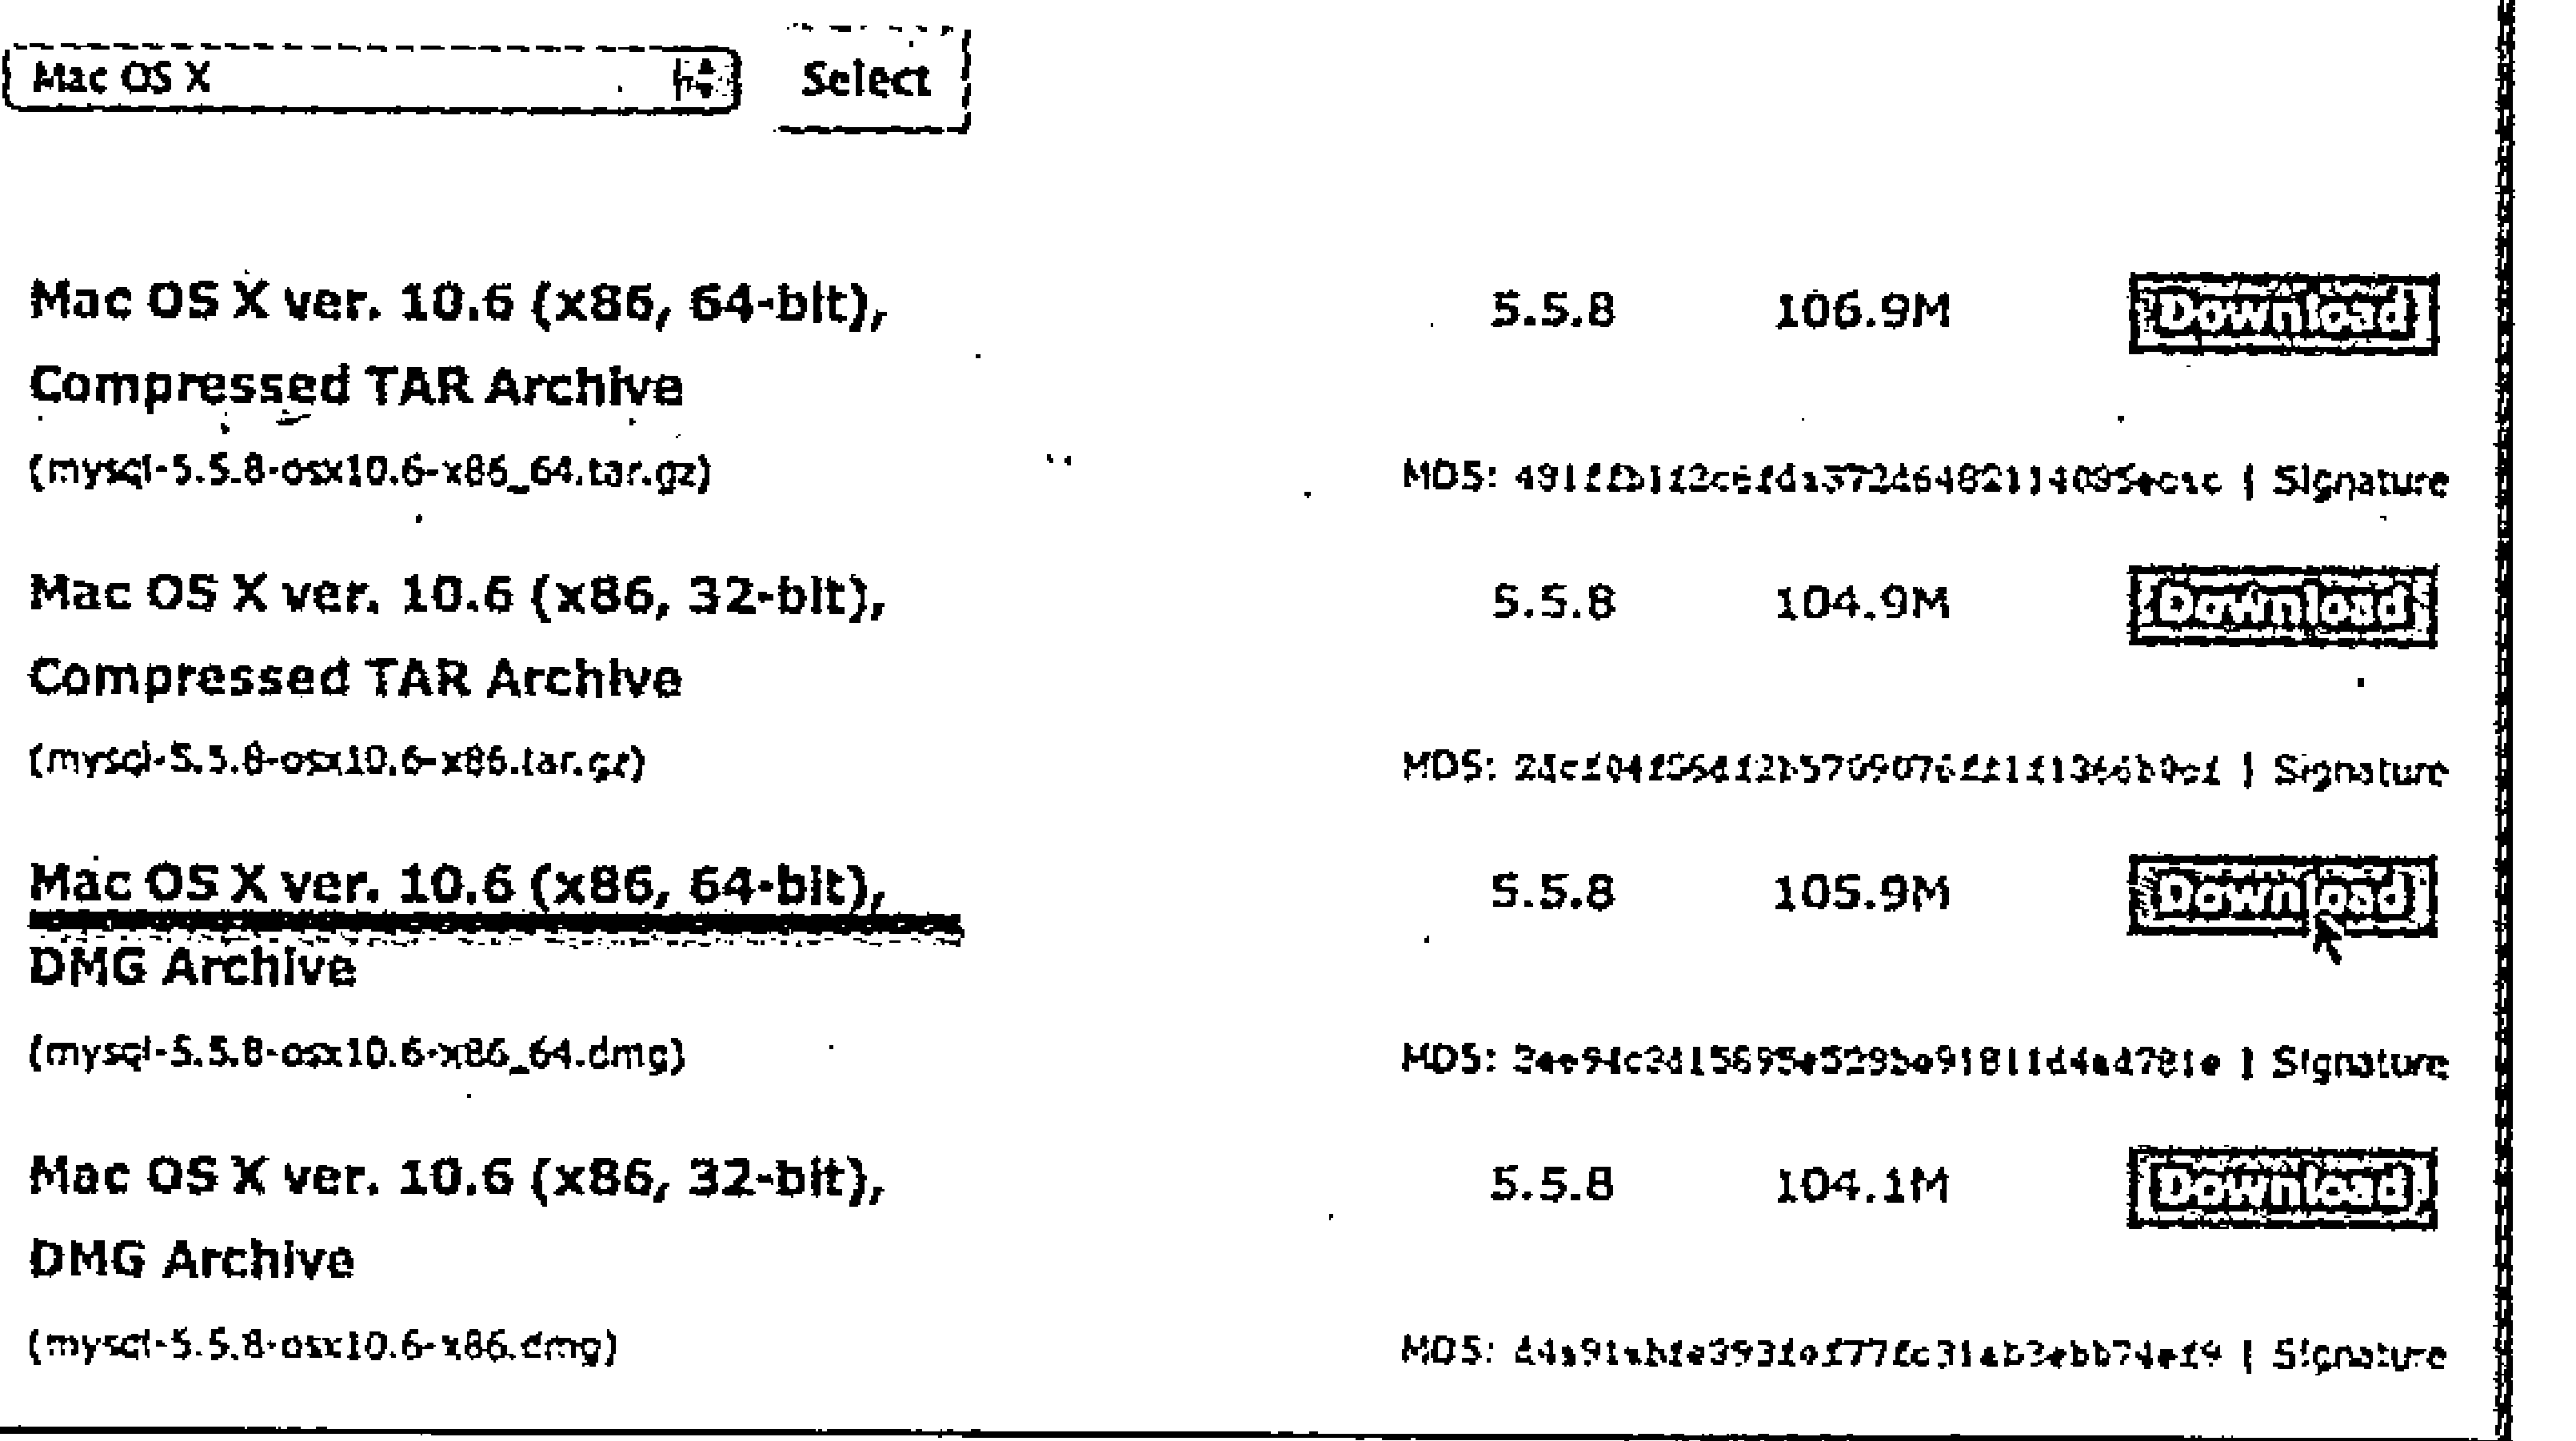 Mac OS X Select
Mac OS X ver. 10.6 (x86, 64-bit), 5.5.8 106.9M Download
Compressed TAR Archive
(mysql-5.5.8-osx10.6-x86_64.tar.gz) MD5: | Signature
Mac OS X ver. 10.6 (x86, 32-bit), 5.5.8 104.9M Download
Compressed TAR Archive
(mysql-5.5.8-osx10.6-x86.tar.gz) MD5: | Signature
Mac OS X ver. 10.6 (x86, 64-bit), 5.5.8 105.9M Download
DMG Archive
(mysql-5.5.8-osx10.6-x86_64.dmg) MD5: | Signature
Mac OS X ver. 10.6 (x86, 32-bit), 5.5.8 104.1M Download
DMG Archive
(mysql-5.5.8-osx10.6-x86.dmg) MD5: | Signature